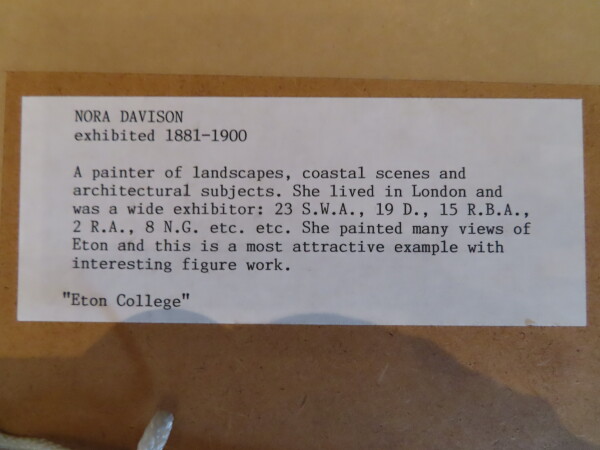 NORA DAVISON
exhibited 1881-1900
A painter of landscapes, coastal scenes and
architectural subjects. She lived in London and
was a wide exhibitor: 23 S.W.A., 19 D., 15 R.B.A.,
2 R.A., 8 N.G. etc. etc. She painted many views of
Eton and this is a most attractive example with
interesting figure work.
"Eton College"